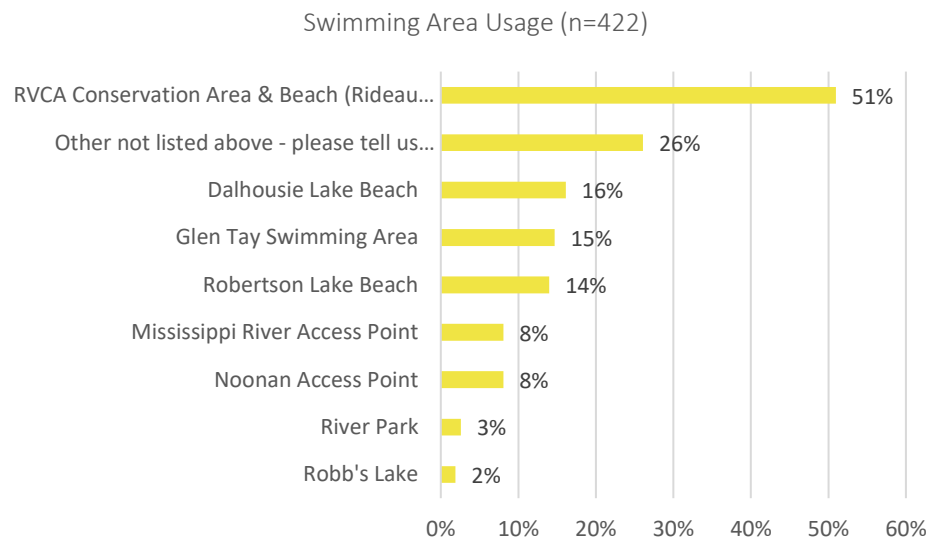 Swimming Area Usage (n=422)
RVCA Conservation Area & Beach (Rideau... 51%
Other not listed above - please tell us... 26%
Dalhousie Lake Beach 16%
Glen Tay Swimming Area 15%
Robertson Lake Beach 14%
Mississippi River Access Point 8%
Noonan Access Point 8%
River Park 3%
Robb's Lake 2%
0% 10% 20% 30% 40% 50% 60%